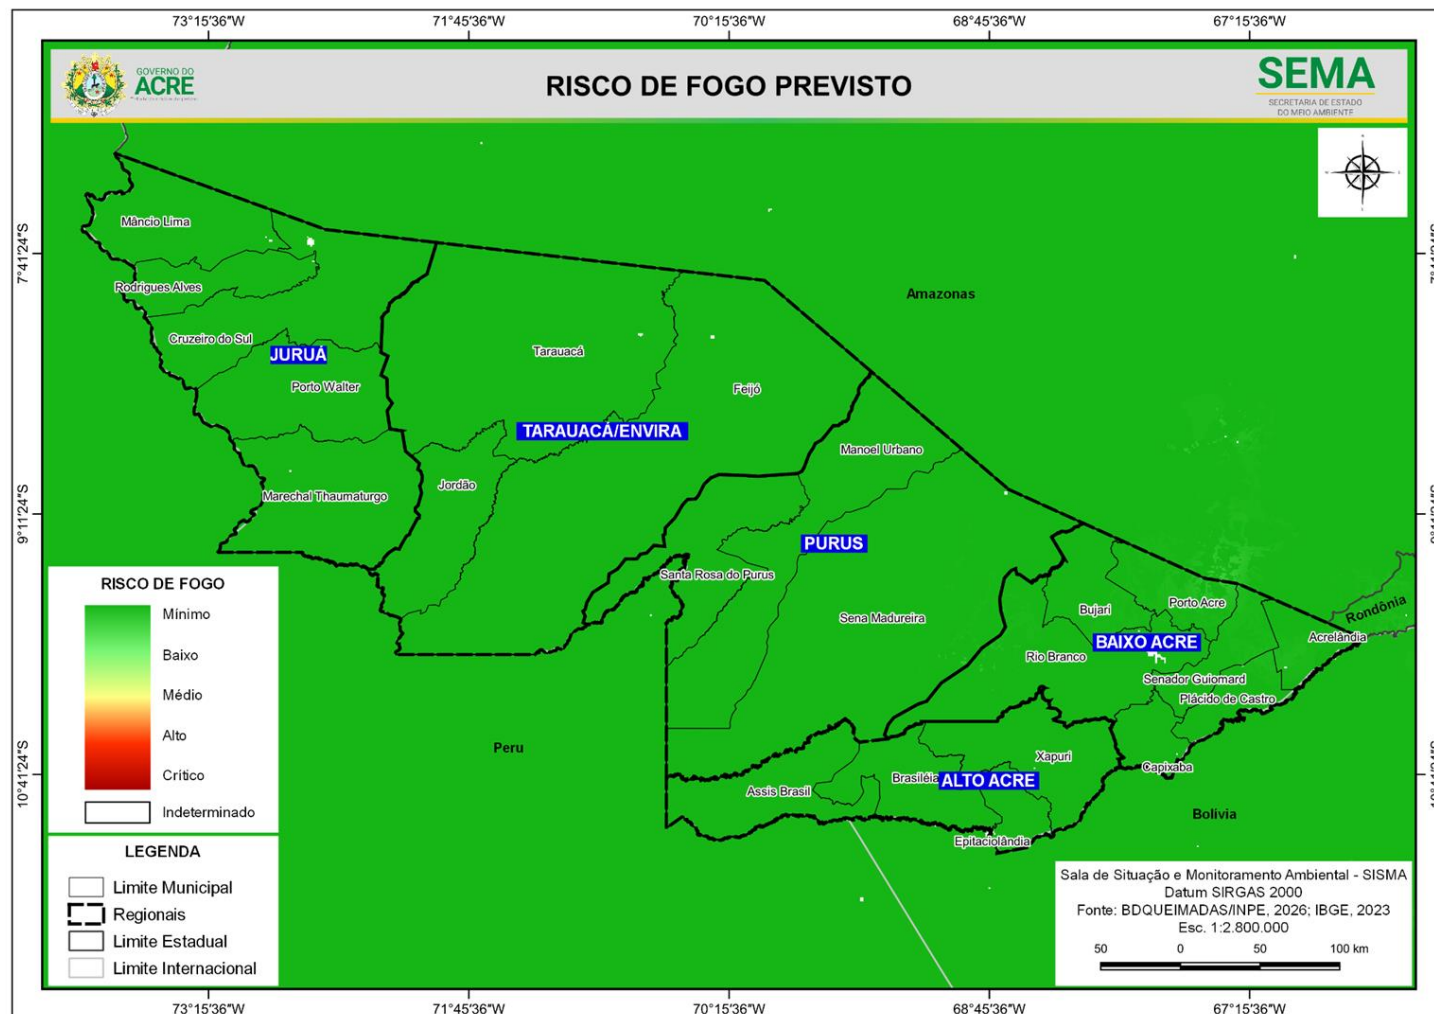 73°15'36"W
71°45'36"W
70°15'36"W
68°45'36"W
67°15'36"W
GOVERNO DO
ACRE
RISCO DE FOGO PREVISTO
SEMA
SECRETARIA DE ESTADO
DO MEIO AMBIENTE
Mâncio Lima
7°41'24"S
Rodrigues Alves
Amazonas
Cruzeiro do Sul
JURUÁ
Tarauacá
Porto Walter
Feijó
TARAUACÁ/ENVIRA
Manoel Urbano
Jordão
Marechal Thaumaturgo
9°11'24"S
PURUS
Santa Rosa do Purus
Sena Madureira
Bujari
Porto Acre
Rondônia
Acrelândia
BAIXO ACRE
Rio Branco
Senador Guiomard
Plácido de Castro
RISCO DE FOGO
Mínimo
Baixo
Médio
Alto
Crítico
Indeterminado
Peru
Xapuri
Capixaba
10°41'24"S
Brasiléia
ALTO ACRE
Assis Brasil
Bolívia
Epitaciolândia
LEGENDA
Limite Municipal
Regionais
Limite Estadual
Limite Internacional
Sala de Situação e Monitoramento Ambiental - SISMA
Datum SIRGAS 2000
Fonte: BDQUEIMADAS/INPE, 2026; IBGE, 2023
Esc. 1:2.800.000
50 0 50 100 km
73°15'36"W
71°45'36"W
70°15'36"W
68°45'36"W
67°15'36"W